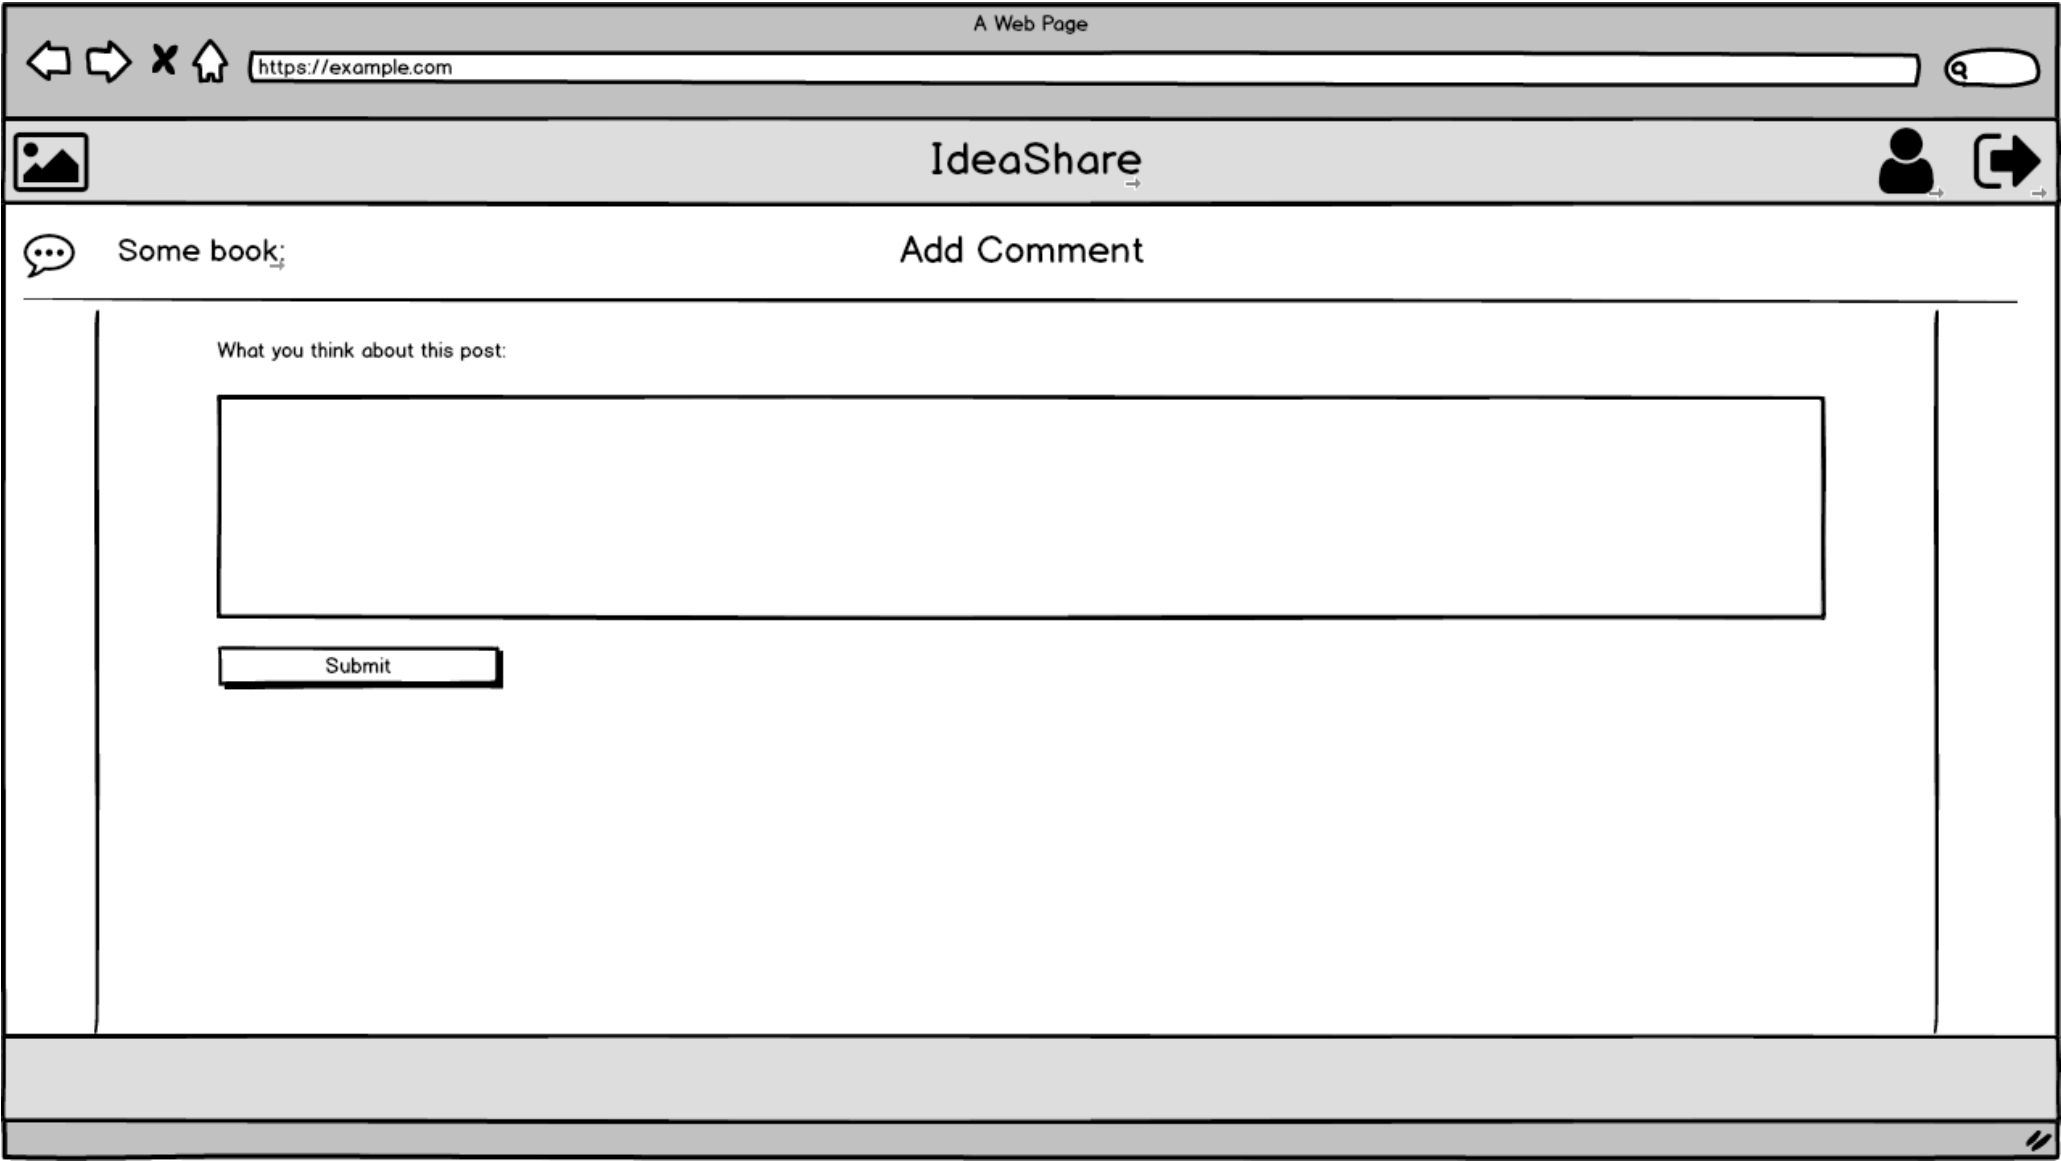 A Web Page
https://example.com
IdeaShare
Some book:
Add Comment
What you think about this post:
Submit